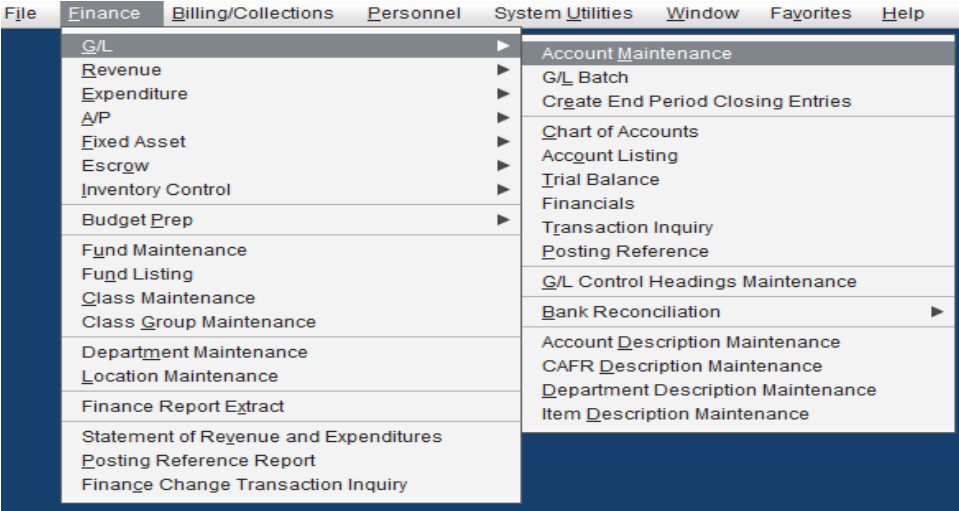 File Finance Billing/Collections Personnel System Utilities Window Favorites Help
G/L
Revenue
Expenditure
A/P
Fixed Asset
Escrow
Inventory Control
Budget Prep
Fund Maintenance
Fund Listing
Class Maintenance
Class Group Maintenance
Department Maintenance
Location Maintenance
Finance Report Extract
Statement of Revenue and Expenditures
Posting Reference Report
Finance Change Transaction Inquiry
Account Maintenance
G/L Batch
Create End Period Closing Entries
Chart of Accounts
Account Listing
Trial Balance
Financials
Transaction Inquiry
Posting Reference
G/L Control Headings Maintenance
Bank Reconciliation
Account Description Maintenance
CAFR Description Maintenance
Department Description Maintenance
Item Description Maintenance